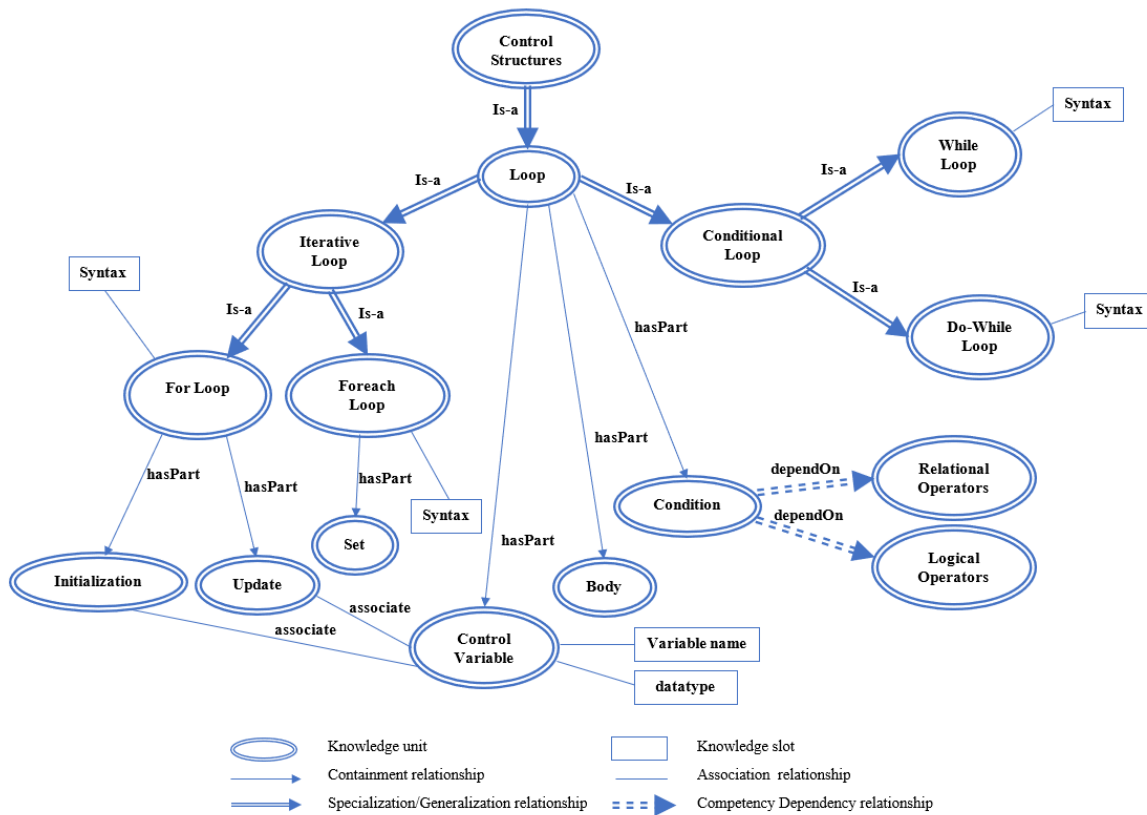 Control
Structures
Is-a
Loop
Is-a
Is-a
While
Loop
Syntax
Is-a
Iterative
Loop
Conditional
Loop
Syntax
Is-a
Is-a
Is-a
Do-While
Loop
Syntax
hasPart
For Loop
Foreach
Loop
hasPart
hasPart
hasPart
hasPart
Syntax
Condition
dependOn
Relational
Operators
dependOn
Logical
Operators
Set
hasPart
Initialization
Update
Body
associate
associate
Control
Variable
Variable name
datatype
Knowledge unit
Knowledge slot
Containment relationship
Association relationship
Specialization/Generalization relationship
Competency Dependency relationship